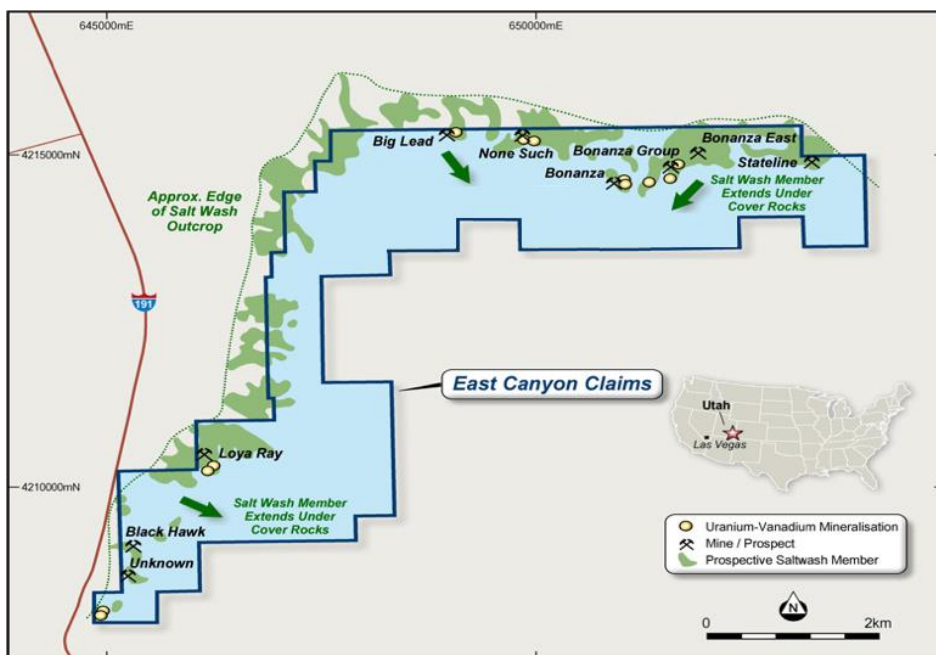 645000mE
650000mE
4215000mN
Big Lead
None Such
Bonanza Group
Bonanza East
Bonanza
Stateline
Salt Wash Member
Extends Under
Cover Rocks
Approx. Edge
of Salt Wash
Outcrop
191
East Canyon Claims
Utah
Las Vegas
Loya Ray
4210000mN
Salt Wash Member
Extends Under
Cover Rocks
Black Hawk
Unknown
Uranium-Vanadium Mineralisation
Mine / Prospect
Prospective Saltwash Member
N
0
2km